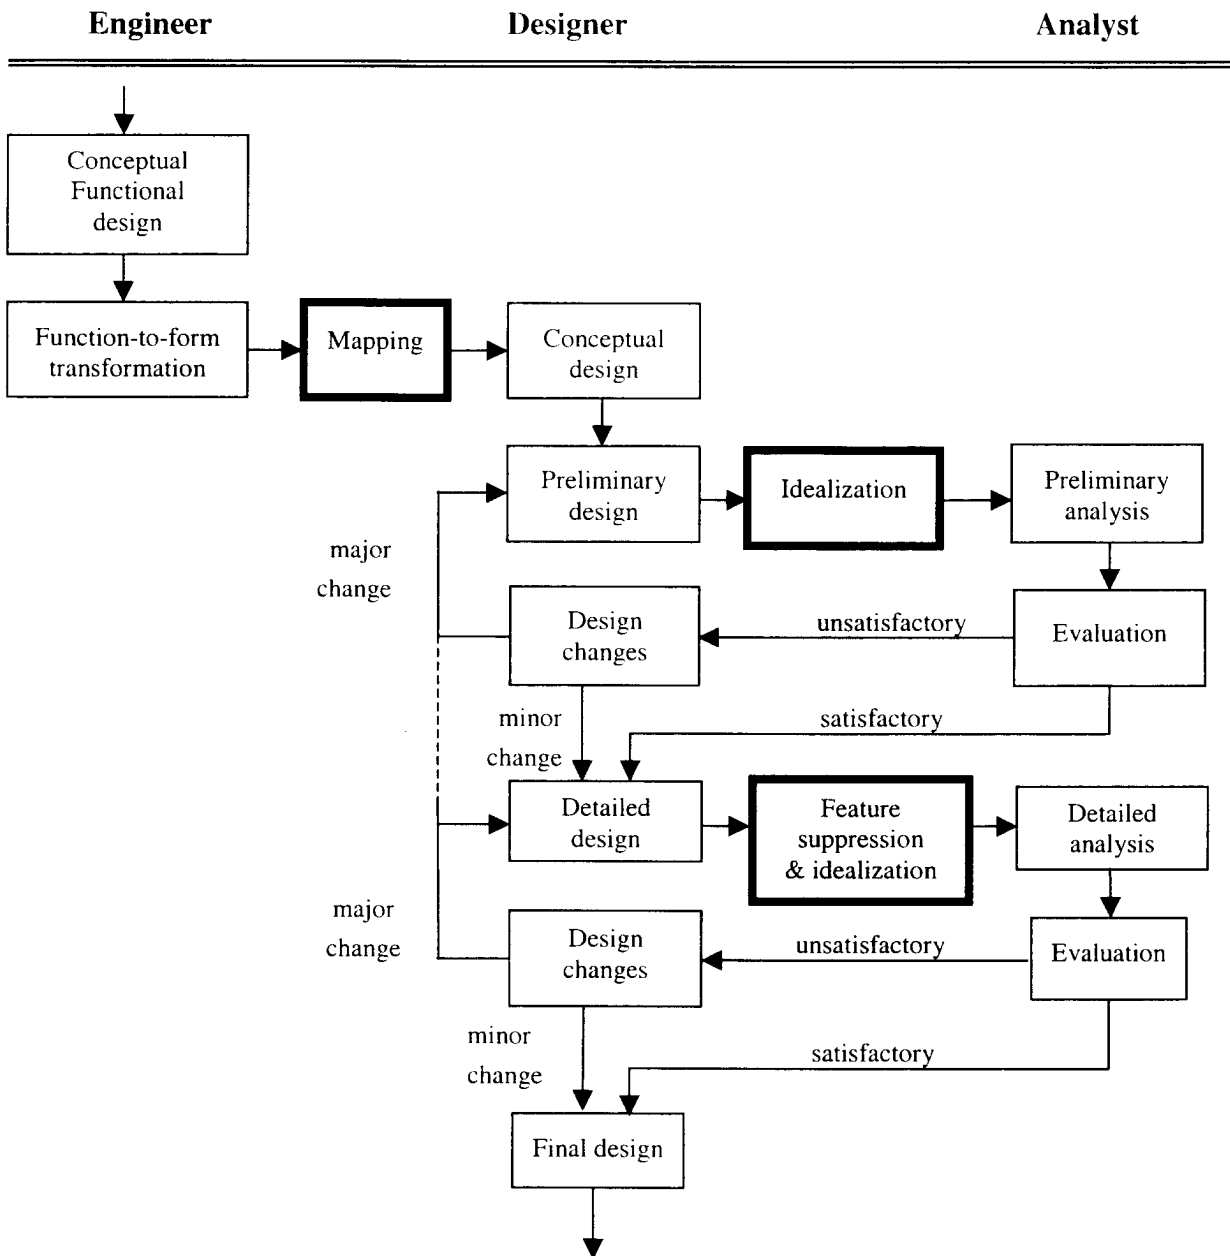 Engineer
Designer
Analyst
Conceptual
Functional
design
Function-to-form
transformation
Mapping
Conceptual
design
Preliminary
design
Idealization
Preliminary
analysis
major
change
Design
changes
unsatisfactory
Evaluation
minor
change
satisfactory
Detailed
design
Feature
suppression
& idealization
Detailed
analysis
major
change
Design
changes
unsatisfactory
Evaluation
minor
change
satisfactory
Final design